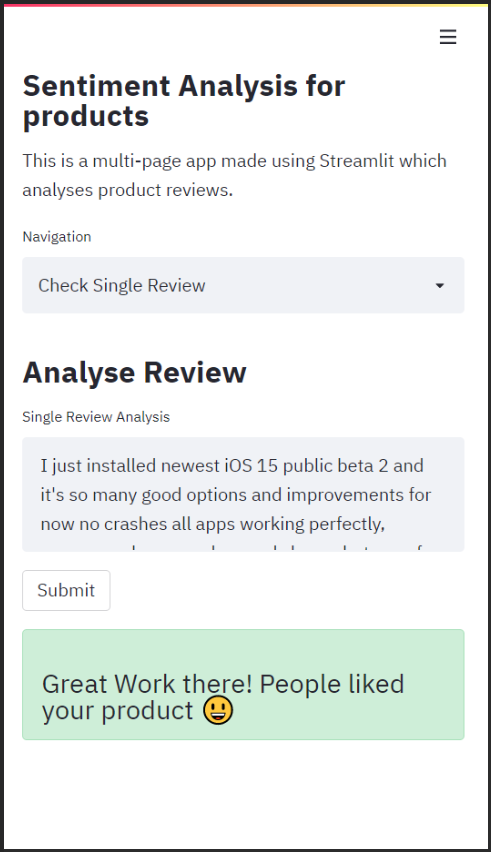 Sentiment Analysis for
products
This is a multi-page app made using Streamlit which
analyses product reviews.
Navigation
Check Single Review
Analyse Review
Single Review Analysis
I just installed newest iOS 15 public beta 2 and
it's so many good options and improvements for
now no crashes all apps working perfectly,
Submit
Great Work there! People liked
your product 😃